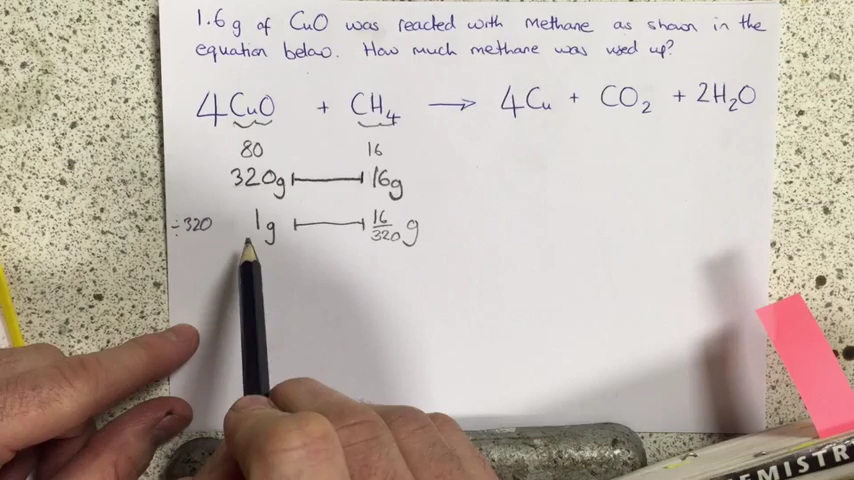 1.6g of CuO was reacted with Methane as shown in the
equation below. How much methane was used up?
4CuO + CH₄ → 4Cu + CO₂ + 2H₂O
80 16
320g 16g
÷320 1g 16/320 g
EMISTR